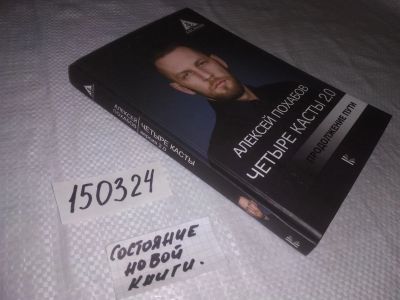 АЛЕКСЕЙ ПОХАБОВ
ЧЕТЫРЕ КАСТЫ 2.0
ПРОДОЛЖЕНИЕ ПУТИ
АЛЕКСЕЙ
ПОХАБОВ
ЧЕТЫРЕ КАСТЫ
150324
СОСТОЯНИЕ
НОВОЙ
КНИГИ.